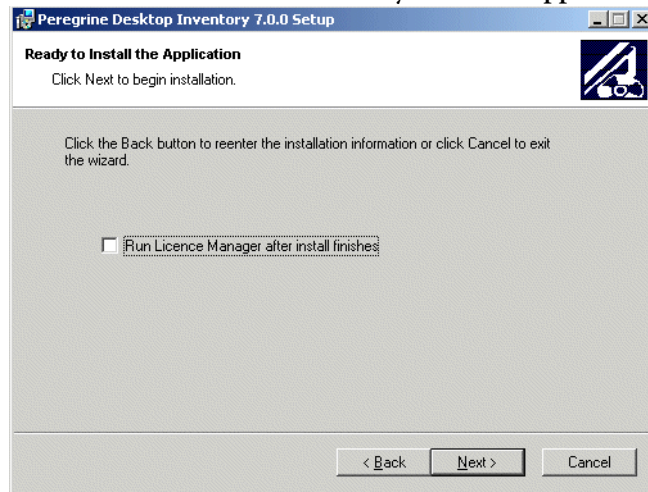 Peregrine Desktop Inventory 7.0.0 Setup
Ready to Install the Application
Click Next to begin installation.
Click the Back button to reenter the installation information or click Cancel to exit
the wizard.
Run Licence Manager after install finishes
< Back Next > Cancel